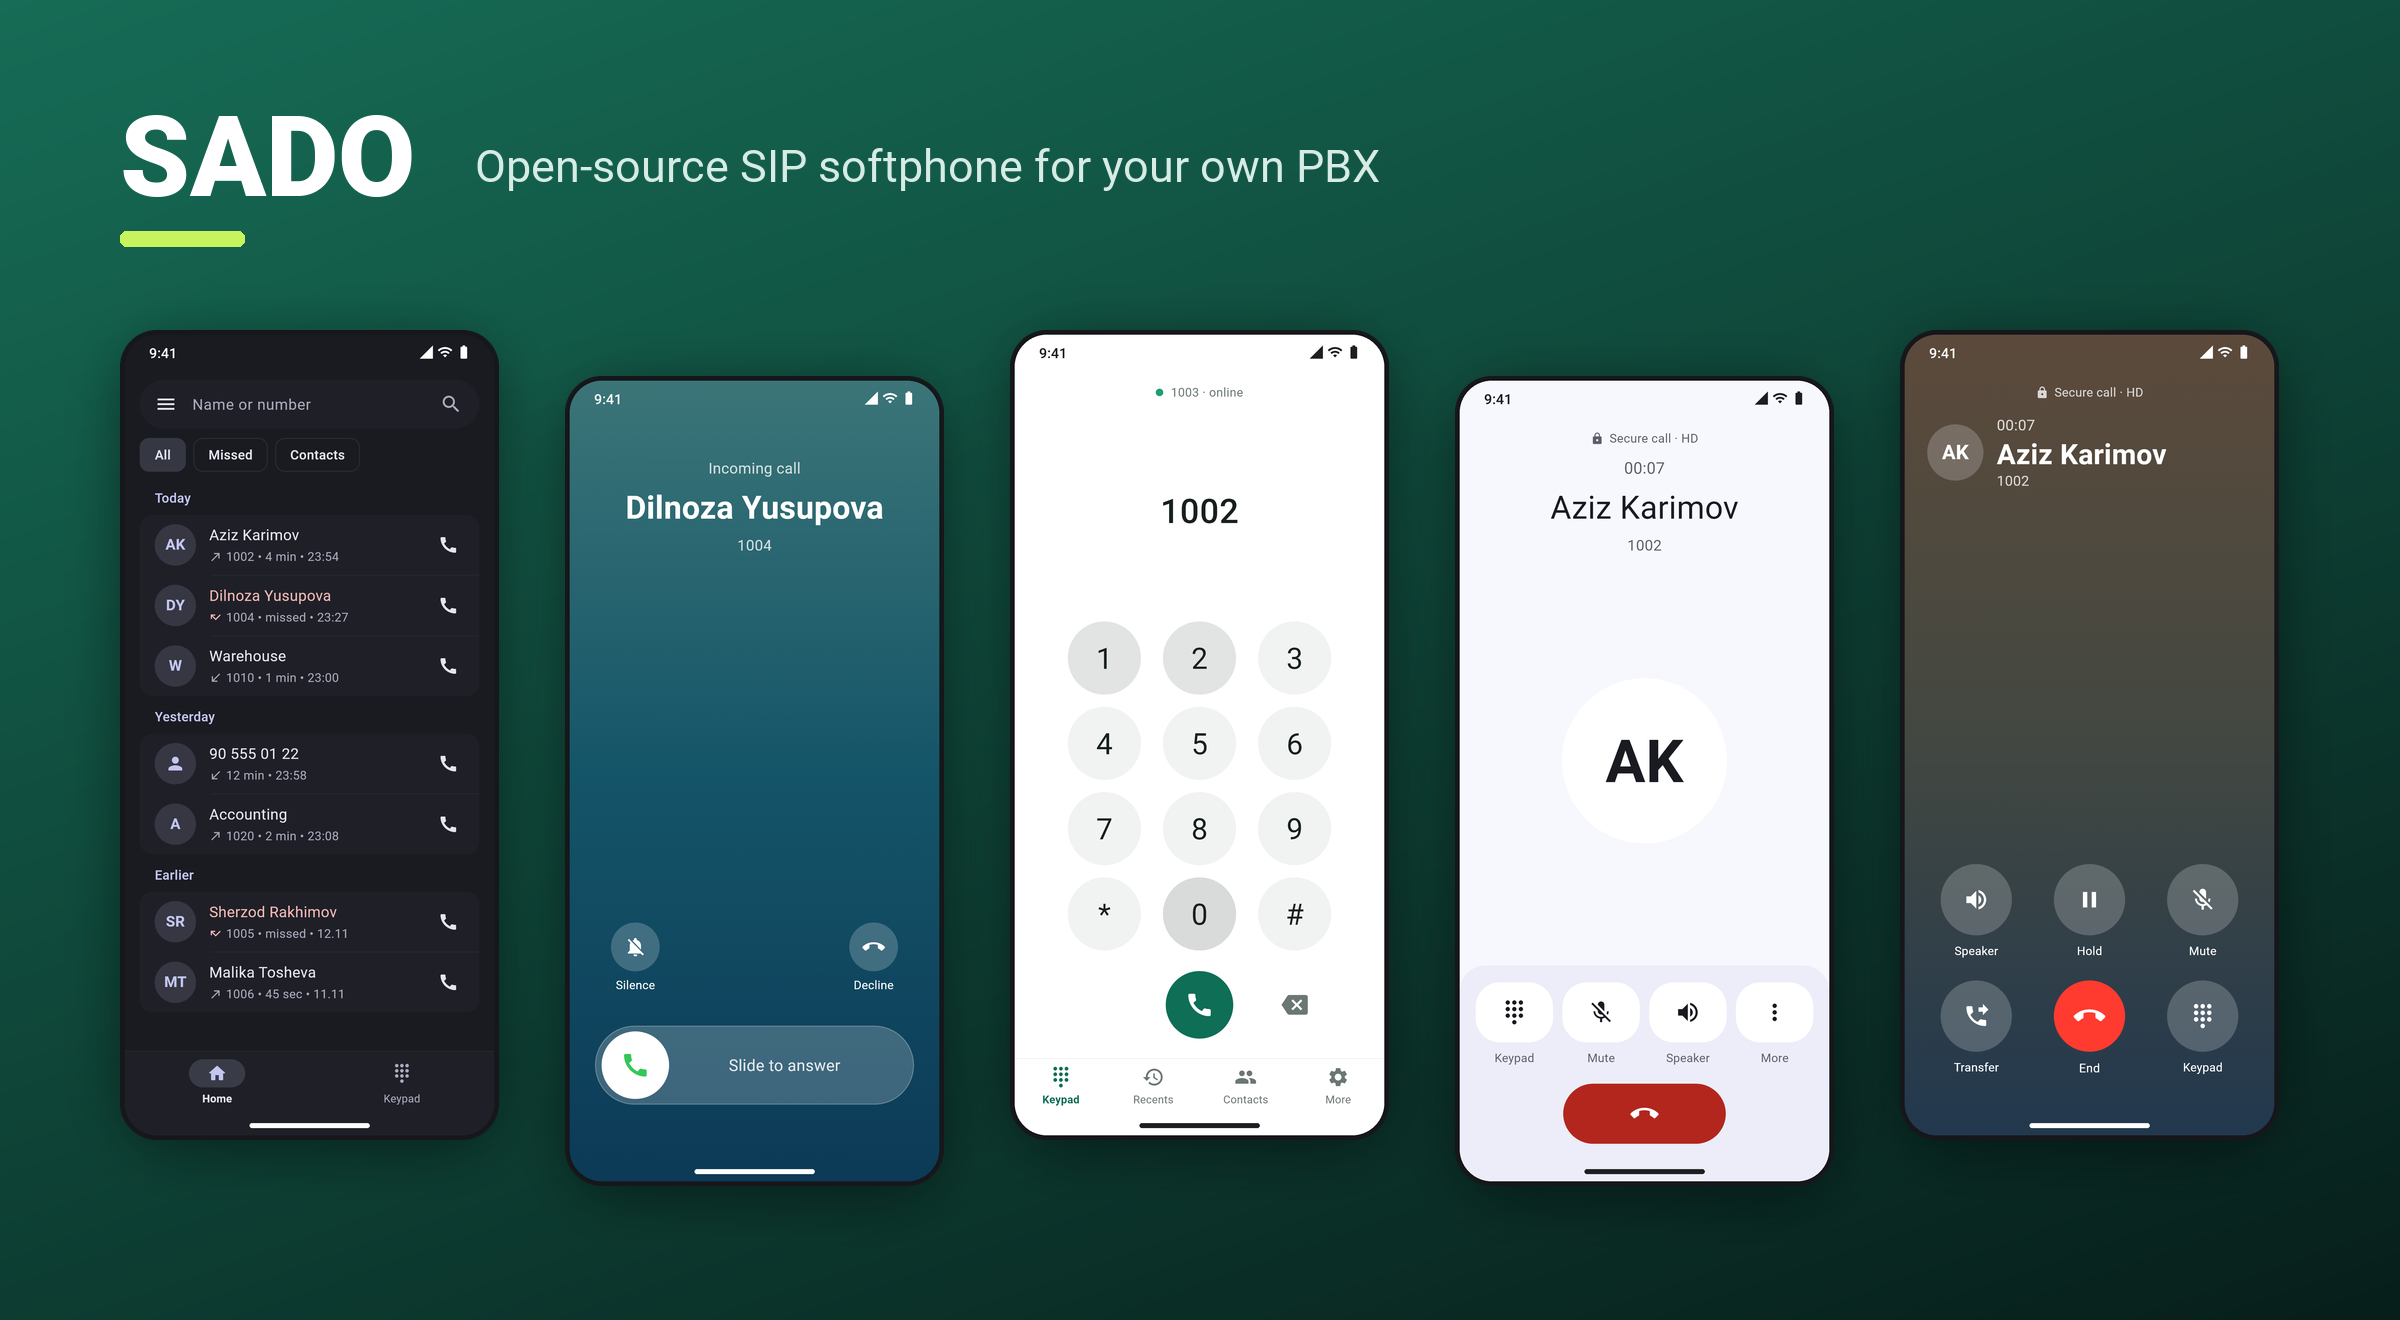 SADO
Open-source SIP softphone for your own PBX
9:41
Name or number
All
Missed
Contacts
Today
AK
Aziz Karimov
1002 • 4 min • 23:54
DY
Dilnoza Yusupova
1004 • missed • 23:27
W
Warehouse
1010 • 1 min • 23:00
Yesterday
90 555 01 22
12 min • 23:58
A
Accounting
1020 • 2 min • 23:08
Earlier
SR
Sherzod Rakhimov
1005 • missed • 12.11
MT
Malika Tosheva
1006 • 45 sec • 11.11
Home
Keypad
9:41
Incoming call
Dilnoza Yusupova
1004
Silence
Decline
Slide to answer
9:41
1003 · online
1002
1 2 3
4 5 6
7 8 9
* 0 #
Keypad
Recents
Contacts
More
9:41
Secure call · HD
00:07
Aziz Karimov
1002
AK
Keypad
Mute
Speaker
More
9:41
Secure call · HD
AK
00:07
Aziz Karimov
1002
Speaker
Hold
Mute
Transfer
End
Keypad